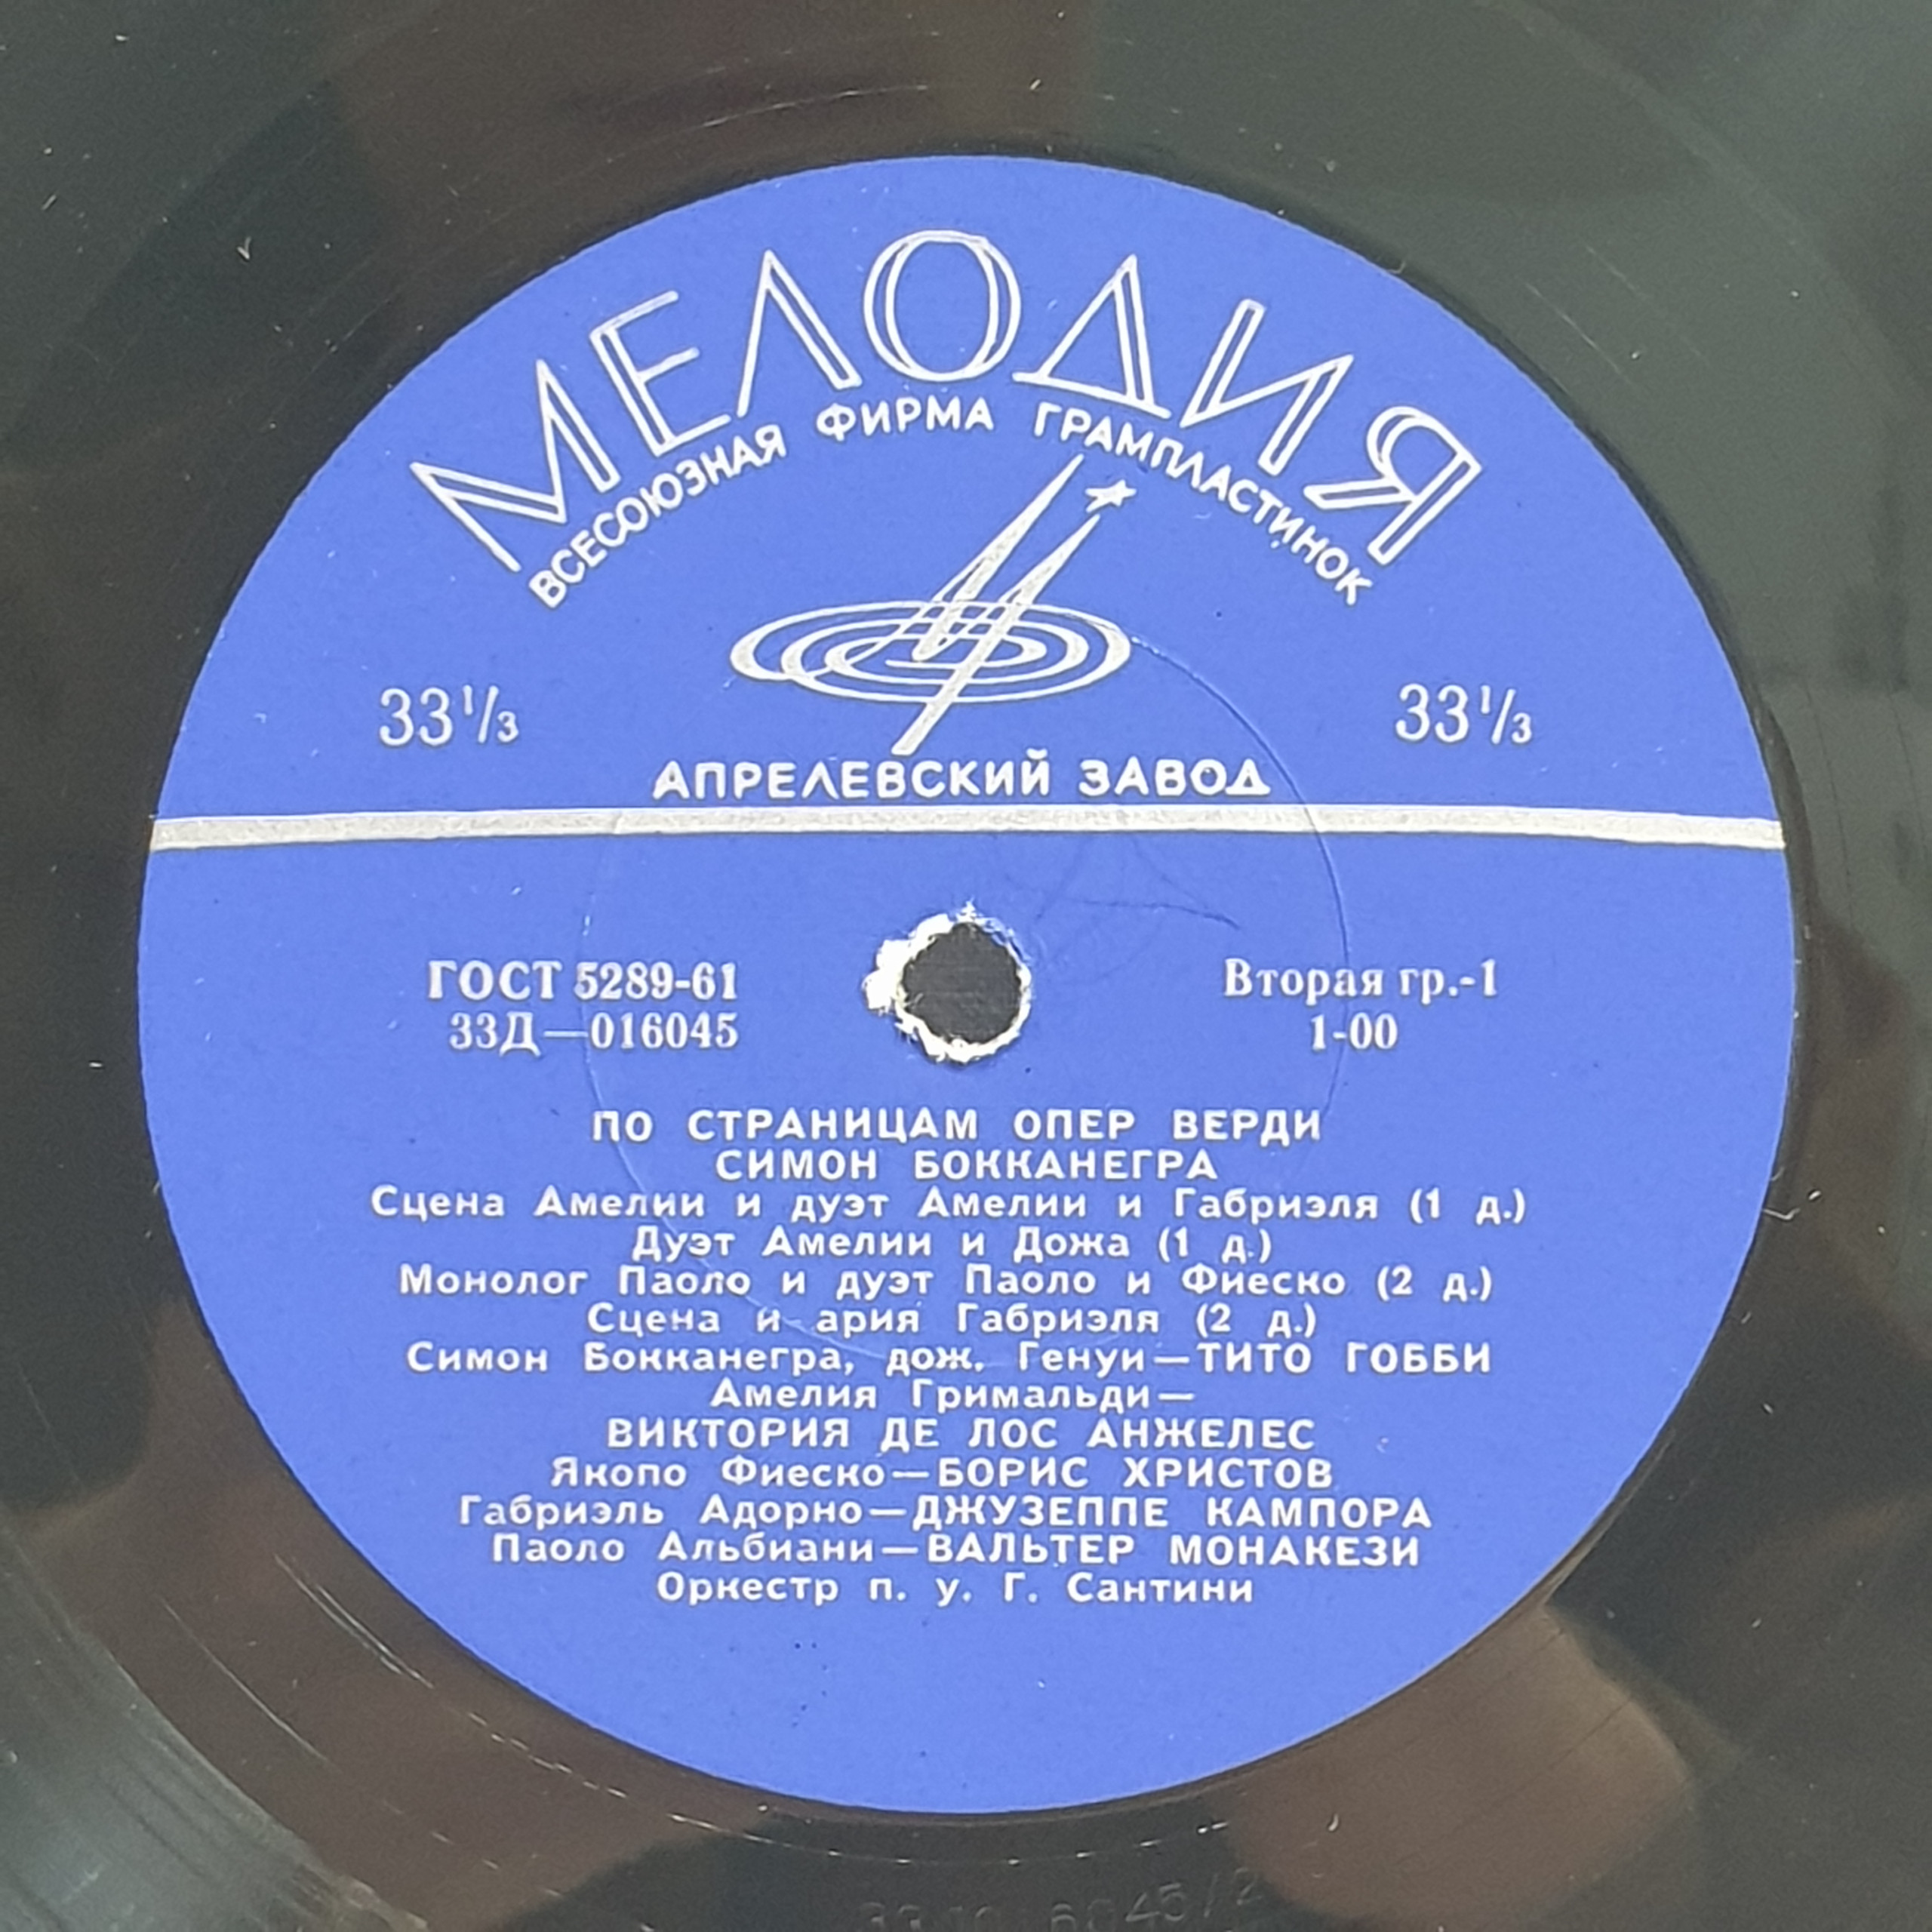 МЕЛОДИЯ
ВСЕСОЮЗНАЯ ФИРМА ГРАМПЛАСТИНОК
33⅓ 33⅓
АПРЕЛЕВСКИЙ ЗАВОД
ГОСТ 5289-61 Вторая гр.-1
33Д—016045 1-00
ПО СТРАНИЦАМ ОПЕР ВЕРДИ
СИМОН БОККАНЕГРА
Сцена Амелии и дуэт Амелии и Габриэля (1 д.)
Дуэт Амелии и Дожа (1 д.)
Монолог Паоло и дуэт Паоло и Фиеско (2 д.)
Сцена и ария Габриэля (2 д.)
Симон Бокканегра, дож. Генуи—ТИТО ГОББИ
Амелия Гримальди—
ВИКТОРИЯ ДЕ ЛОС АНЖЕЛЕС
Якопо Фиеско—БОРИС ХРИСТОВ
Габриэль Адорно—ДЖУЗЕППЕ КАМПОРА
Паоло Альбиани—ВАЛЬТЕР МОНАКЕЗИ
Оркестр п. у. Г. Сантини